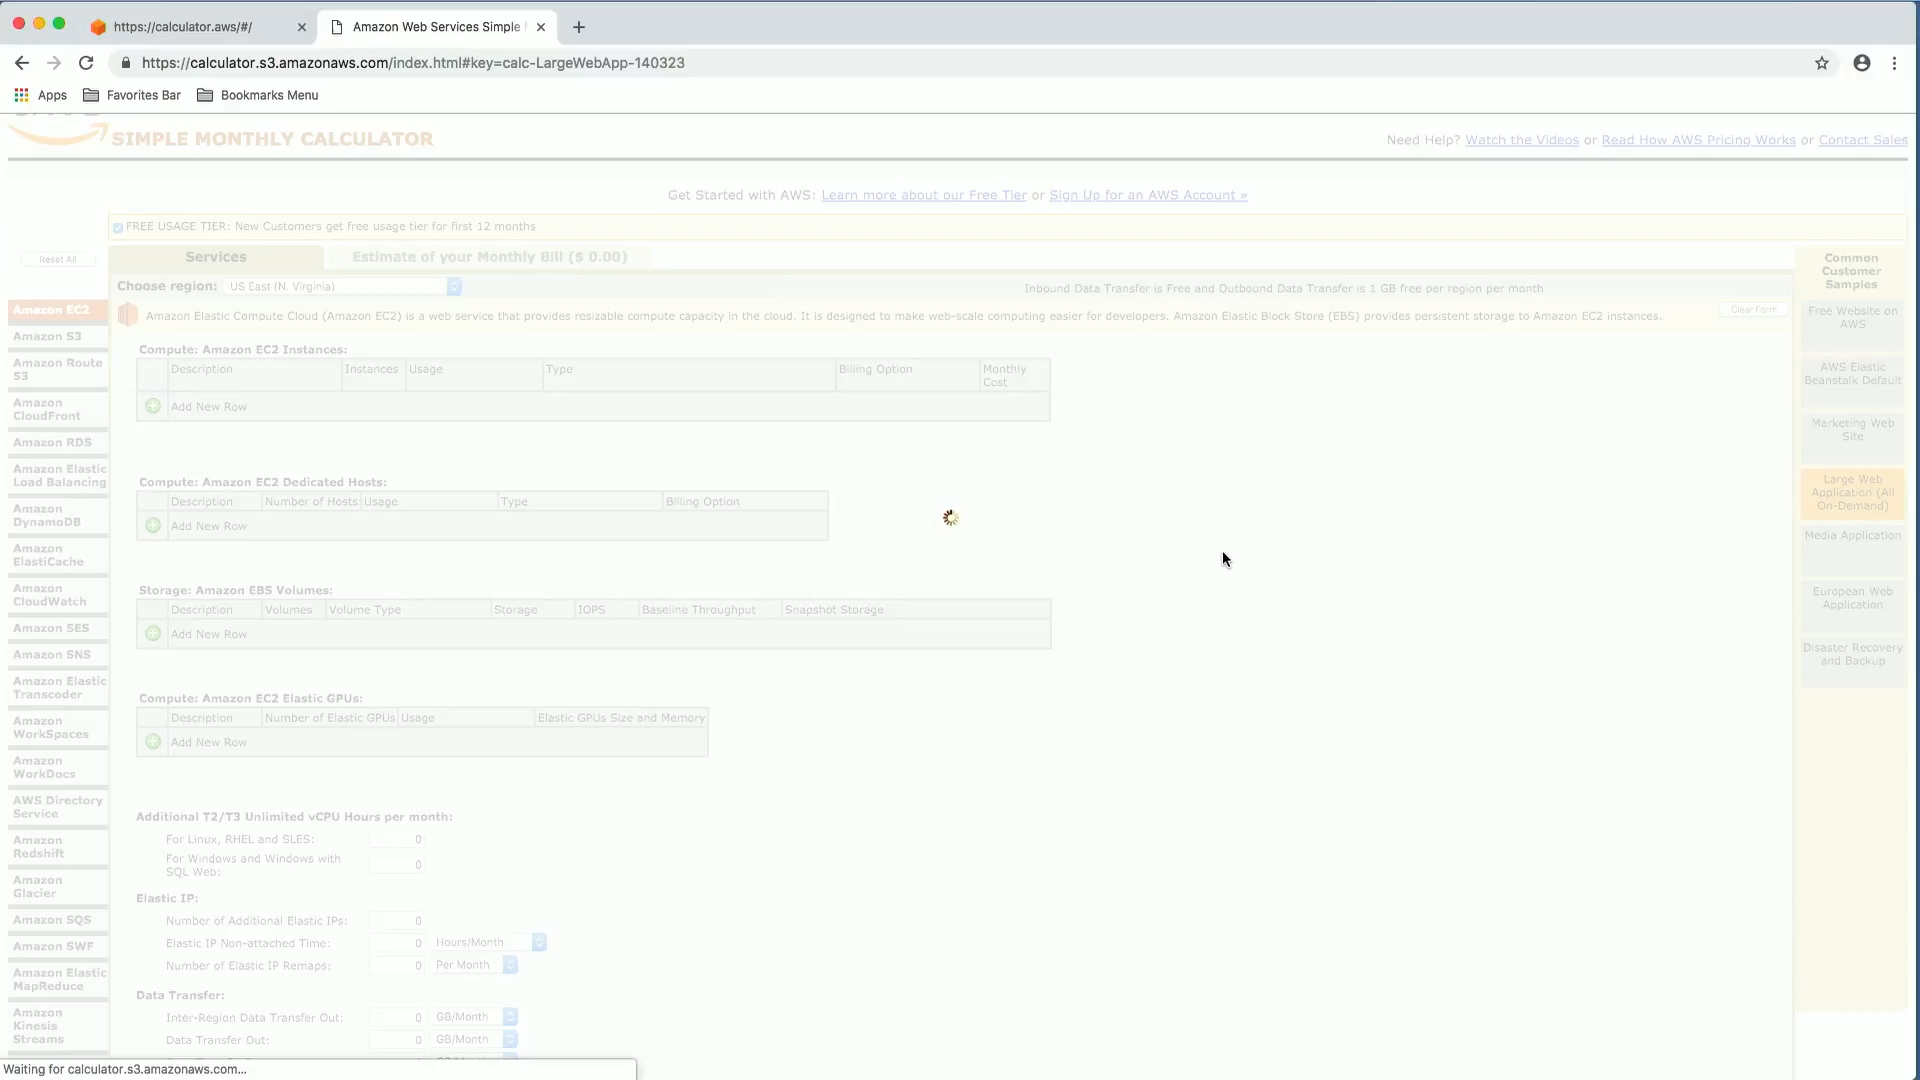 https://calculator.aws/#/
Amazon Web Services Simple
https://calculator.s3.amazonaws.com/index.html#key=calc-LargeWebApp-140323
Apps
Favorites Bar
Bookmarks Menu
SIMPLE MONTHLY CALCULATOR
Need Help? Watch the Videos or Read How AWS Pricing Works or Contact Sales
Get Started with AWS: Learn more about our Free Tier or Sign Up for an AWS Account »
FREE USAGE TIER: New Customers get free usage tier for first 12 months
Reset All
Services
Estimate of your Monthly Bill ($ 0.00)
Choose region: US East (N. Virginia)
Inbound Data Transfer is Free and Outbound Data Transfer is 1 GB free per region per month
Amazon Elastic Compute Cloud (Amazon EC2) is a web service that provides resizable compute capacity in the cloud. It is designed to make web-scale computing easier for developers. Amazon Elastic Block Store (EBS) provides persistent storage to Amazon EC2 instances.
Clear Form
Amazon EC2
Amazon S3
Amazon Route
53
Amazon
CloudFront
Amazon RDS
Amazon Elastic
Load Balancing
Amazon
DynamoDB
Amazon
ElastiCache
Amazon
CloudWatch
Amazon SES
Amazon SNS
Amazon Elastic
Transcoder
Amazon
WorkSpaces
Amazon
WorkDocs
AWS Directory
Service
Amazon
Redshift
Amazon
Glacier
Amazon SQS
Amazon SWF
Amazon Elastic
MapReduce
Amazon
Kinesis
Streams
Compute: Amazon EC2 Instances:
Description Instances Usage Type Billing Option Monthly
Cost
Add New Row
Compute: Amazon EC2 Dedicated Hosts:
Description Number of Hosts Usage Type Billing Option
Add New Row
Storage: Amazon EBS Volumes:
Description Volumes Volume Type Storage IOPS Baseline Throughput Snapshot Storage
Add New Row
Compute: Amazon EC2 Elastic GPUs:
Description Number of Elastic GPUs Usage Elastic GPUs Size and Memory
Add New Row
Additional T2/T3 Unlimited vCPU Hours per month:
For Linux, RHEL and SLES: 0
For Windows and Windows with
SQL Web: 0
Elastic IP:
Number of Additional Elastic IPs: 0
Elastic IP Non-attached Time: 0 Hours/Month
Number of Elastic IP Remaps: 0 Per Month
Data Transfer:
Inter-Region Data Transfer Out: 0 GB/Month
Data Transfer Out: 0 GB/Month
Common
Customer
Samples
Free Website on
AWS
AWS Elastic
Beanstalk Default
Marketing Web
Site
Large Web
Application (All
On-Demand)
Media Application
European Web
Application
Disaster Recovery
and Backup
Waiting for calculator.s3.amazonaws.com...